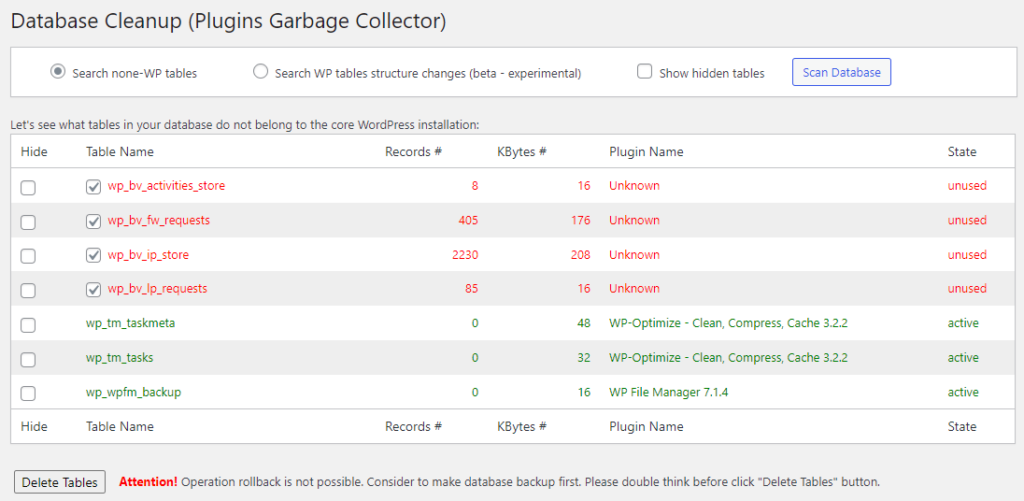 Database Cleanup (Plugins Garbage Collector)
Search none-WP tables Search WP tables structure changes (beta - experimental) Show hidden tables Scan Database
Let's see what tables in your database do not belong to the core WordPress installation:
Hide Table Name Records # KBytes # Plugin Name State
wp_bv_activities_store 8 16 Unknown unused
wp_bv_fw_requests 405 176 Unknown unused
wp_bv_ip_store 2230 208 Unknown unused
wp_bv_lp_requests 85 16 Unknown unused
wp_tm_taskmeta 0 48 WP-Optimize - Clean, Compress, Cache 3.2.2 active
wp_tm_tasks 0 32 WP-Optimize - Clean, Compress, Cache 3.2.2 active
wp_wpfm_backup 0 16 WP File Manager 7.1.4 active
Hide Table Name Records # KBytes # Plugin Name State
Delete Tables Attention! Operation rollback is not possible. Consider to make database backup first. Please double think before click "Delete Tables" button.